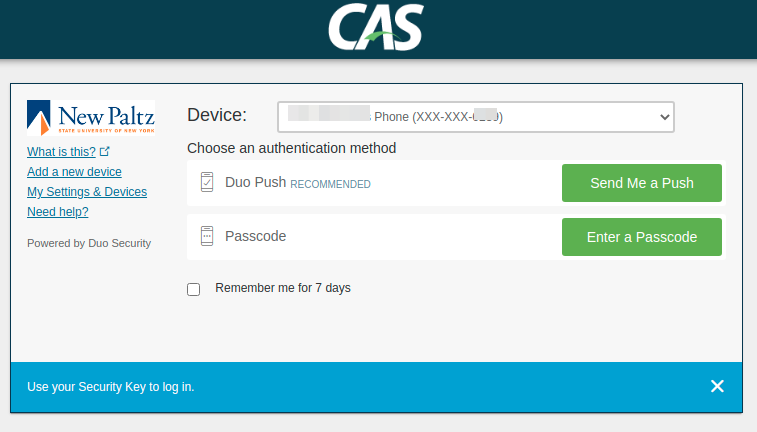 CAS
New Paltz
STATE UNIVERSITY OF NEW YORK
What is this?
Add a new device
My Settings & Devices
Need help?
Powered by Duo Security
Device:
Phone (XXX-XXX-
Choose an authentication method
Duo Push RECOMMENDED
Send Me a Push
Passcode
Enter a Passcode
Remember me for 7 days
Use your Security Key to log in.